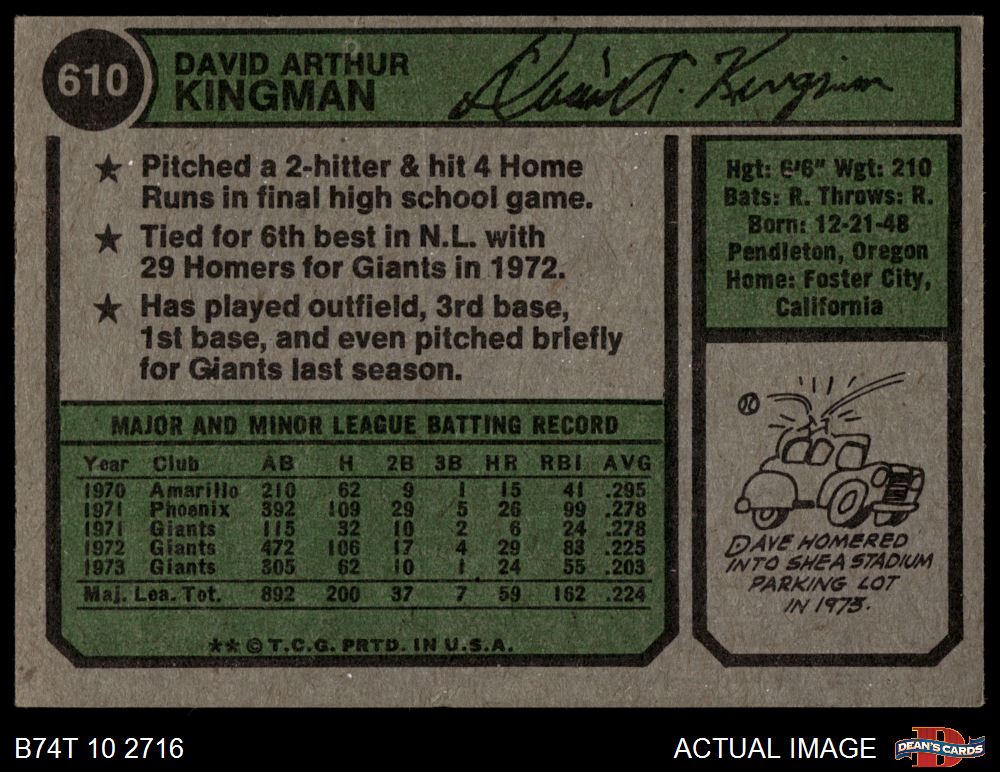 610
DAVID ARTHUR
KINGMAN
David A. Kingman
★ Pitched a 2-hitter & hit 4 Home
Runs in final high school game.
★ Tied for 6th best in N.L. with
29 Homers for Giants in 1972.
★ Has played outfield, 3rd base,
1st base, and even pitched briefly
for Giants last season.
Hgt: 6'6" Wgt: 210
Bats: R. Throws: R.
Born: 12-21-48
Pendleton, Oregon
Home: Foster City,
California
MAJOR AND MINOR LEAGUE BATTING RECORD
Year Club AB H 2B 3B HR RBI AVG
1970 Amarillo 210 62 9 1 15 41 .295
1971 Phoenix 392 109 29 5 26 99 .278
1971 Giants 115 32 10 2 6 24 .278
1972 Giants 472 106 17 4 29 83 .225
1973 Giants 305 62 10 1 24 55 .203
Maj. Lea. Tot. 892 200 37 7 59 162 .224
** © T.C.G. PRTD. IN U.S.A.
DAVE HOMERED
INTO SHEA STADIUM
PARKING LOT
IN 1973.
B74T 10 2716
ACTUAL IMAGE
DEAN'S CARDS